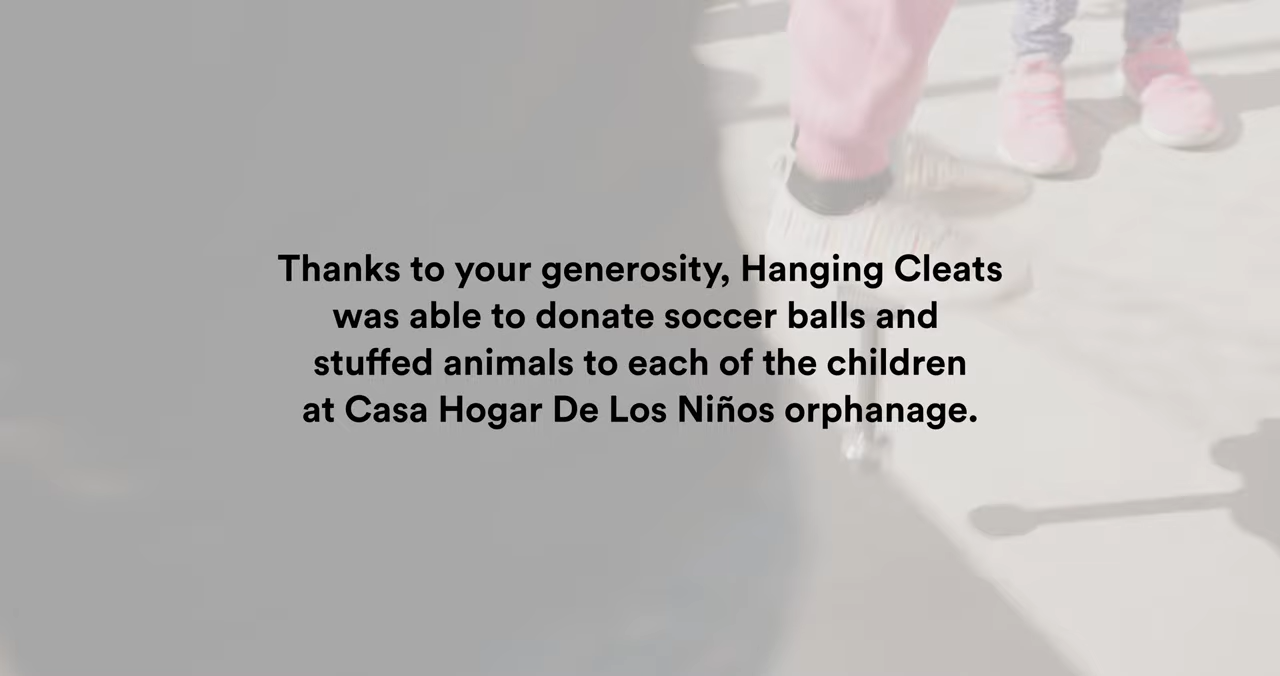 Thanks to your generosity, Hanging Cleats
was able to donate soccer balls and
stuffed animals to each of the children
at Casa Hogar De Los Niños orphanage.